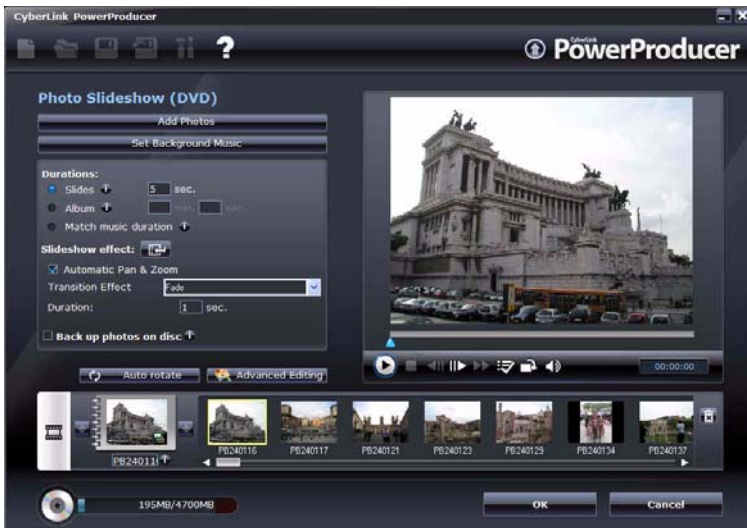 CyberLink PowerProducer
CyberLink
PowerProducer
Photo Slideshow (DVD)
Add Photos
Set Background Music
Durations:
Slides 5 sec.
Album min. sec.
Match music duration
Slideshow effect:
Automatic Pan & Zoom
Transition Effect Fade
Duration: 1 sec.
Back up photos on disc
00:00:00
Auto rotate Advanced Editing
PB24011
PB240116 PB240117 PB240121 PB240123 PB240129 PB240134 PB240137
195MB/4700MB
OK Cancel